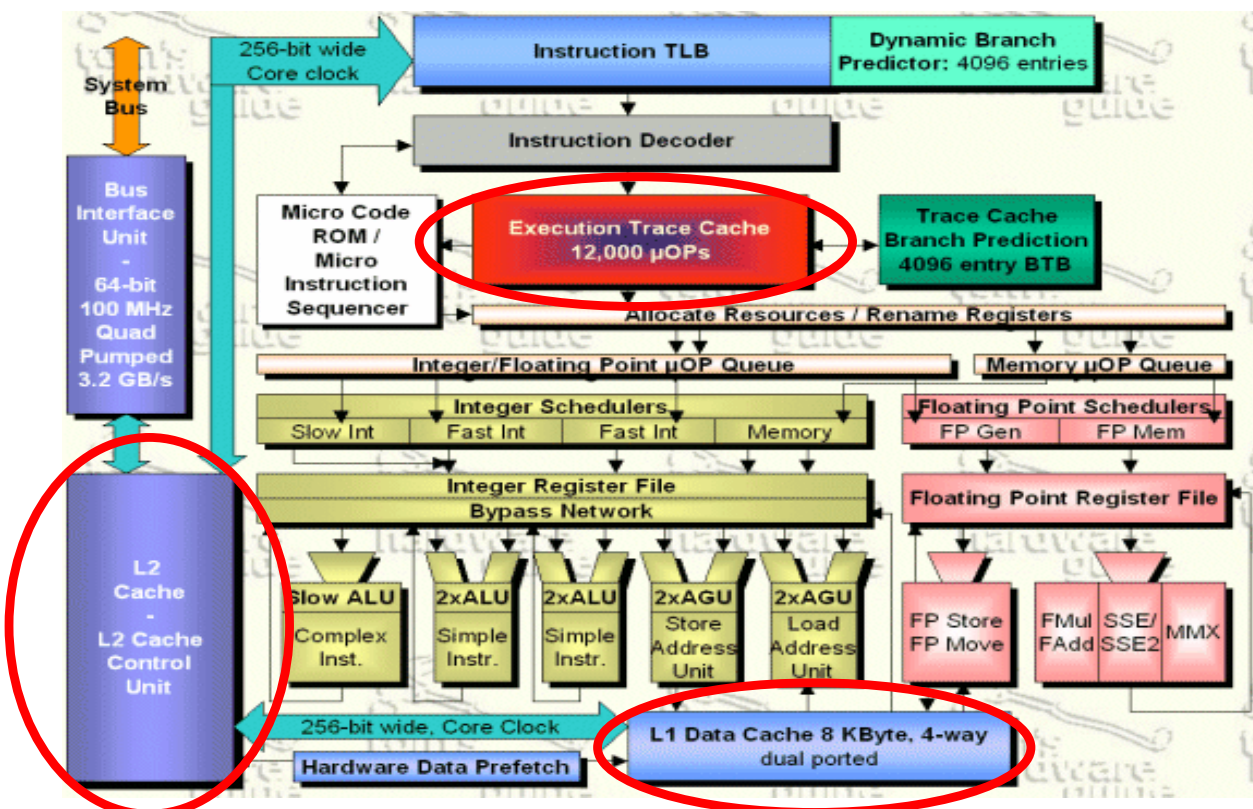 256-bit wide
Core clock
Instruction TLB
Dynamic Branch
Predictor: 4096 entries
System
Bus
Instruction Decoder
Bus
Interface
Unit
-
64-bit
100 MHz
Quad
Pumped
3.2 GB/s
Micro Code
ROM /
Micro
Instruction
Sequencer
Execution Trace Cache
12,000 µOPs
Trace Cache
Branch Prediction
4096 entry BTB
Allocate Resources / Rename Registers
Integer/Floating Point µOP Queue
Memory µOP Queue
Integer Schedulers
Slow Int
Fast Int
Fast Int
Memory
Floating Point Schedulers
FP Gen
FP Mem
Integer Register File
Bypass Network
Floating Point Register File
L2
Cache
-
L2 Cache
Control
Unit
Slow ALU
Complex
Inst.
2xALU
Simple
Instr.
2xALU
Simple
Instr.
2xAGU
Store
Address
Unit
2xAGU
Load
Address
Unit
FP Store
FP Move
FMul
FAdd
SSE/
SSE2
MMX
256-bit wide, Core Clock
Hardware Data Prefetch
L1 Data Cache 8 KByte, 4-way
dual ported